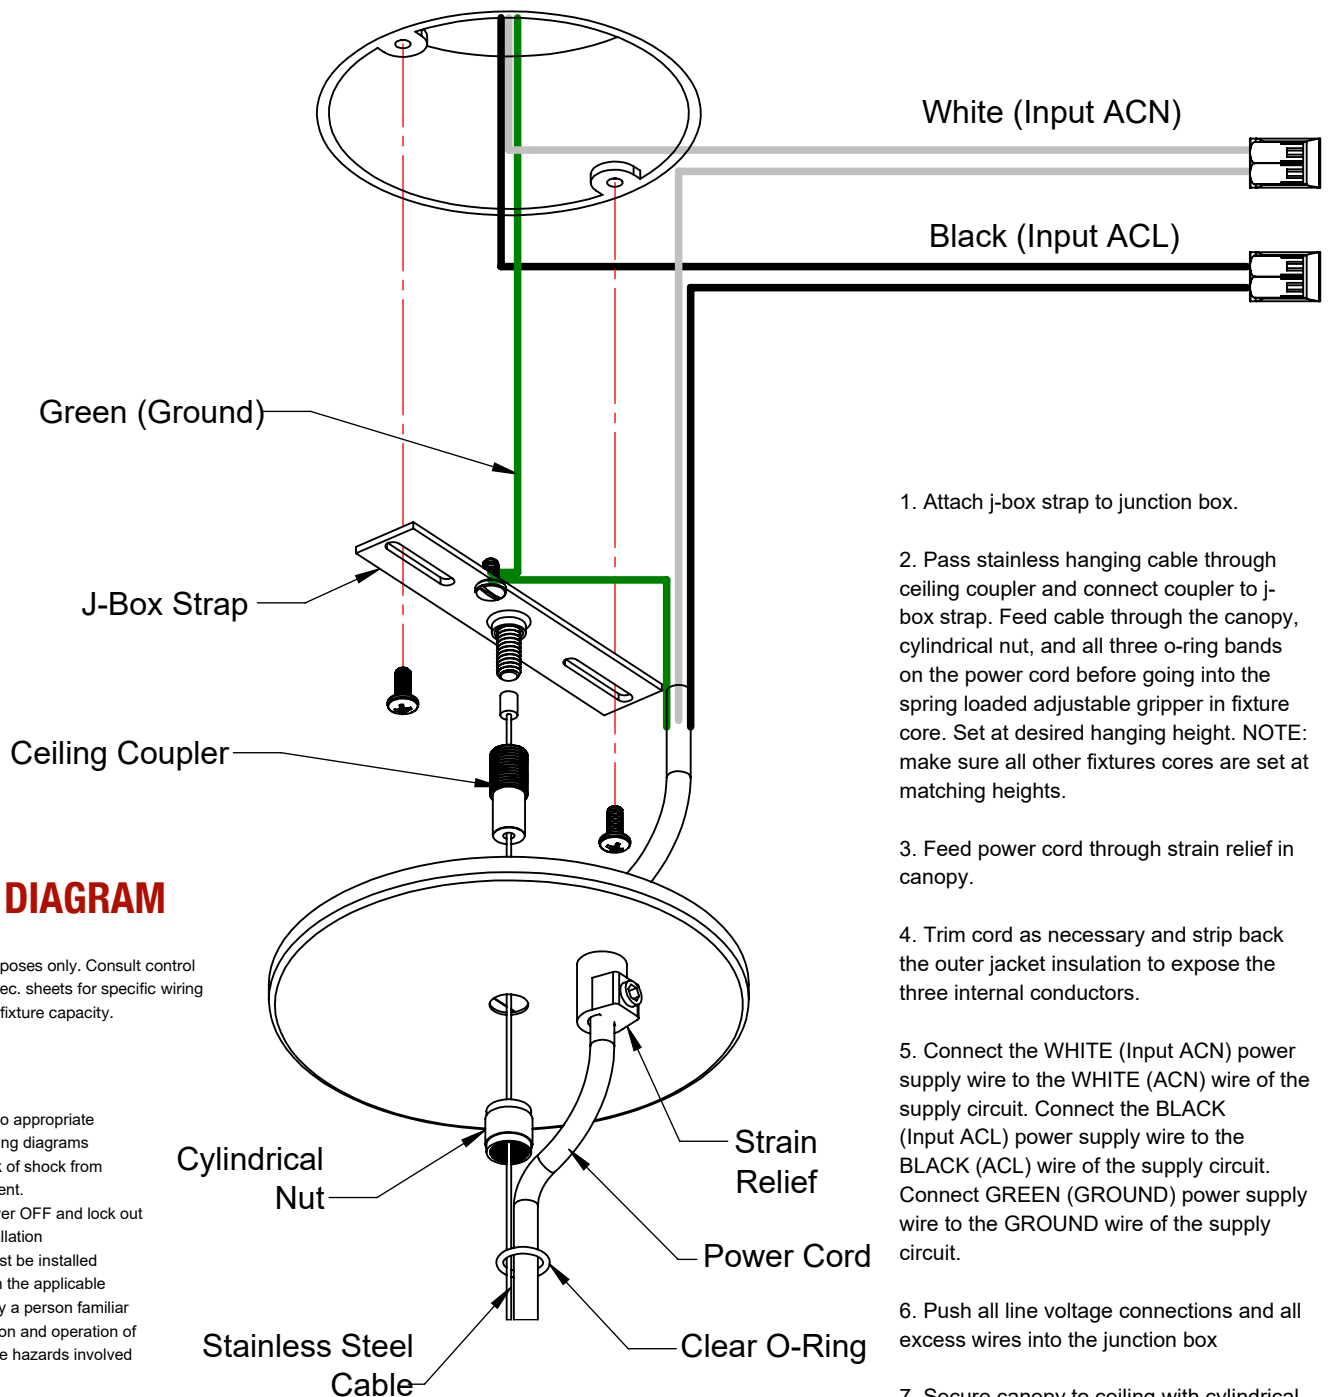 White (Input ACN)
Black (Input ACL)
Green (Ground)
J-Box Strap
Ceiling Coupler
DIAGRAM
poses only. Consult control
ec. sheets for specific wiring
fixture capacity.
o appropriate
ng diagrams
k of shock from
ent.
er OFF and lock out
allation
st be installed
n the applicable
y a person familiar
on and operation of
e hazards involved
Cylindrical
Nut
Strain
Relief
Power Cord
Stainless Steel
Cable
Clear O-Ring
1. Attach j-box strap to junction box.
2. Pass stainless hanging cable through
ceiling coupler and connect coupler to j-
box strap. Feed cable through the canopy,
cylindrical nut, and all three o-ring bands
on the power cord before going into the
spring loaded adjustable gripper in fixture
core. Set at desired hanging height. NOTE:
make sure all other fixtures cores are set at
matching heights.
3. Feed power cord through strain relief in
canopy.
4. Trim cord as necessary and strip back
the outer jacket insulation to expose the
three internal conductors.
5. Connect the WHITE (Input ACN) power
supply wire to the WHITE (ACN) wire of the
supply circuit. Connect the BLACK
(Input ACL) power supply wire to the
BLACK (ACL) wire of the supply circuit.
Connect GREEN (GROUND) power supply
wire to the GROUND wire of the supply
circuit.
6. Push all line voltage connections and all
excess wires into the junction box
7. Secure canopy to ceiling with cylindrical